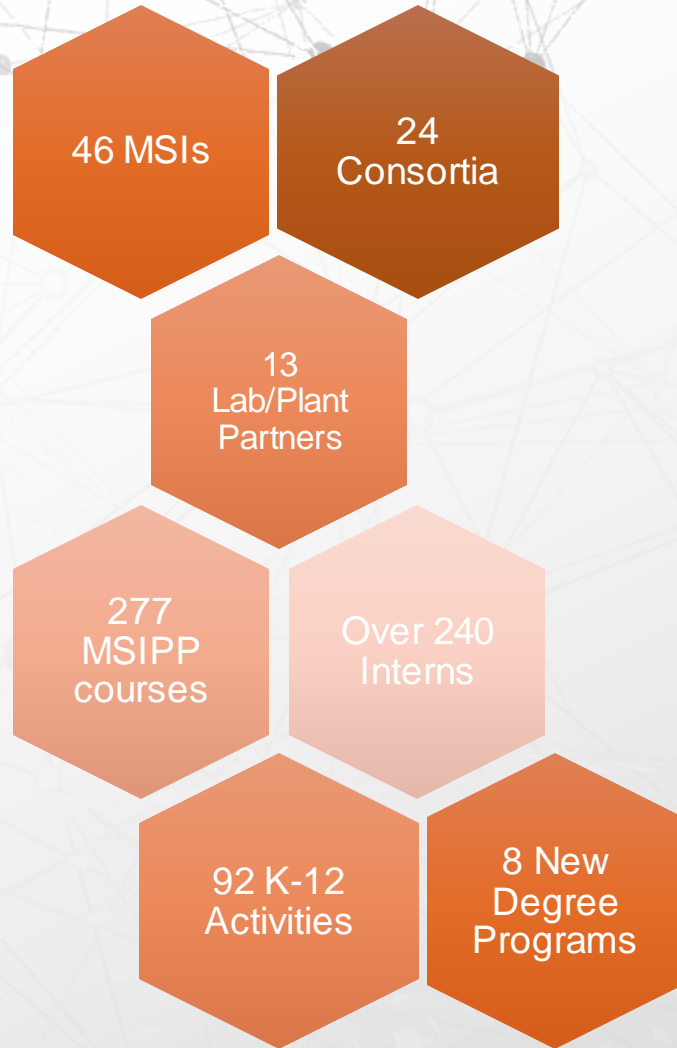 46 MSIs
24
Consortia
13
Lab/Plant
Partners
277
MSIPP
courses
Over 240
Interns
92 K-12
Activities
8 New
Degree
Programs